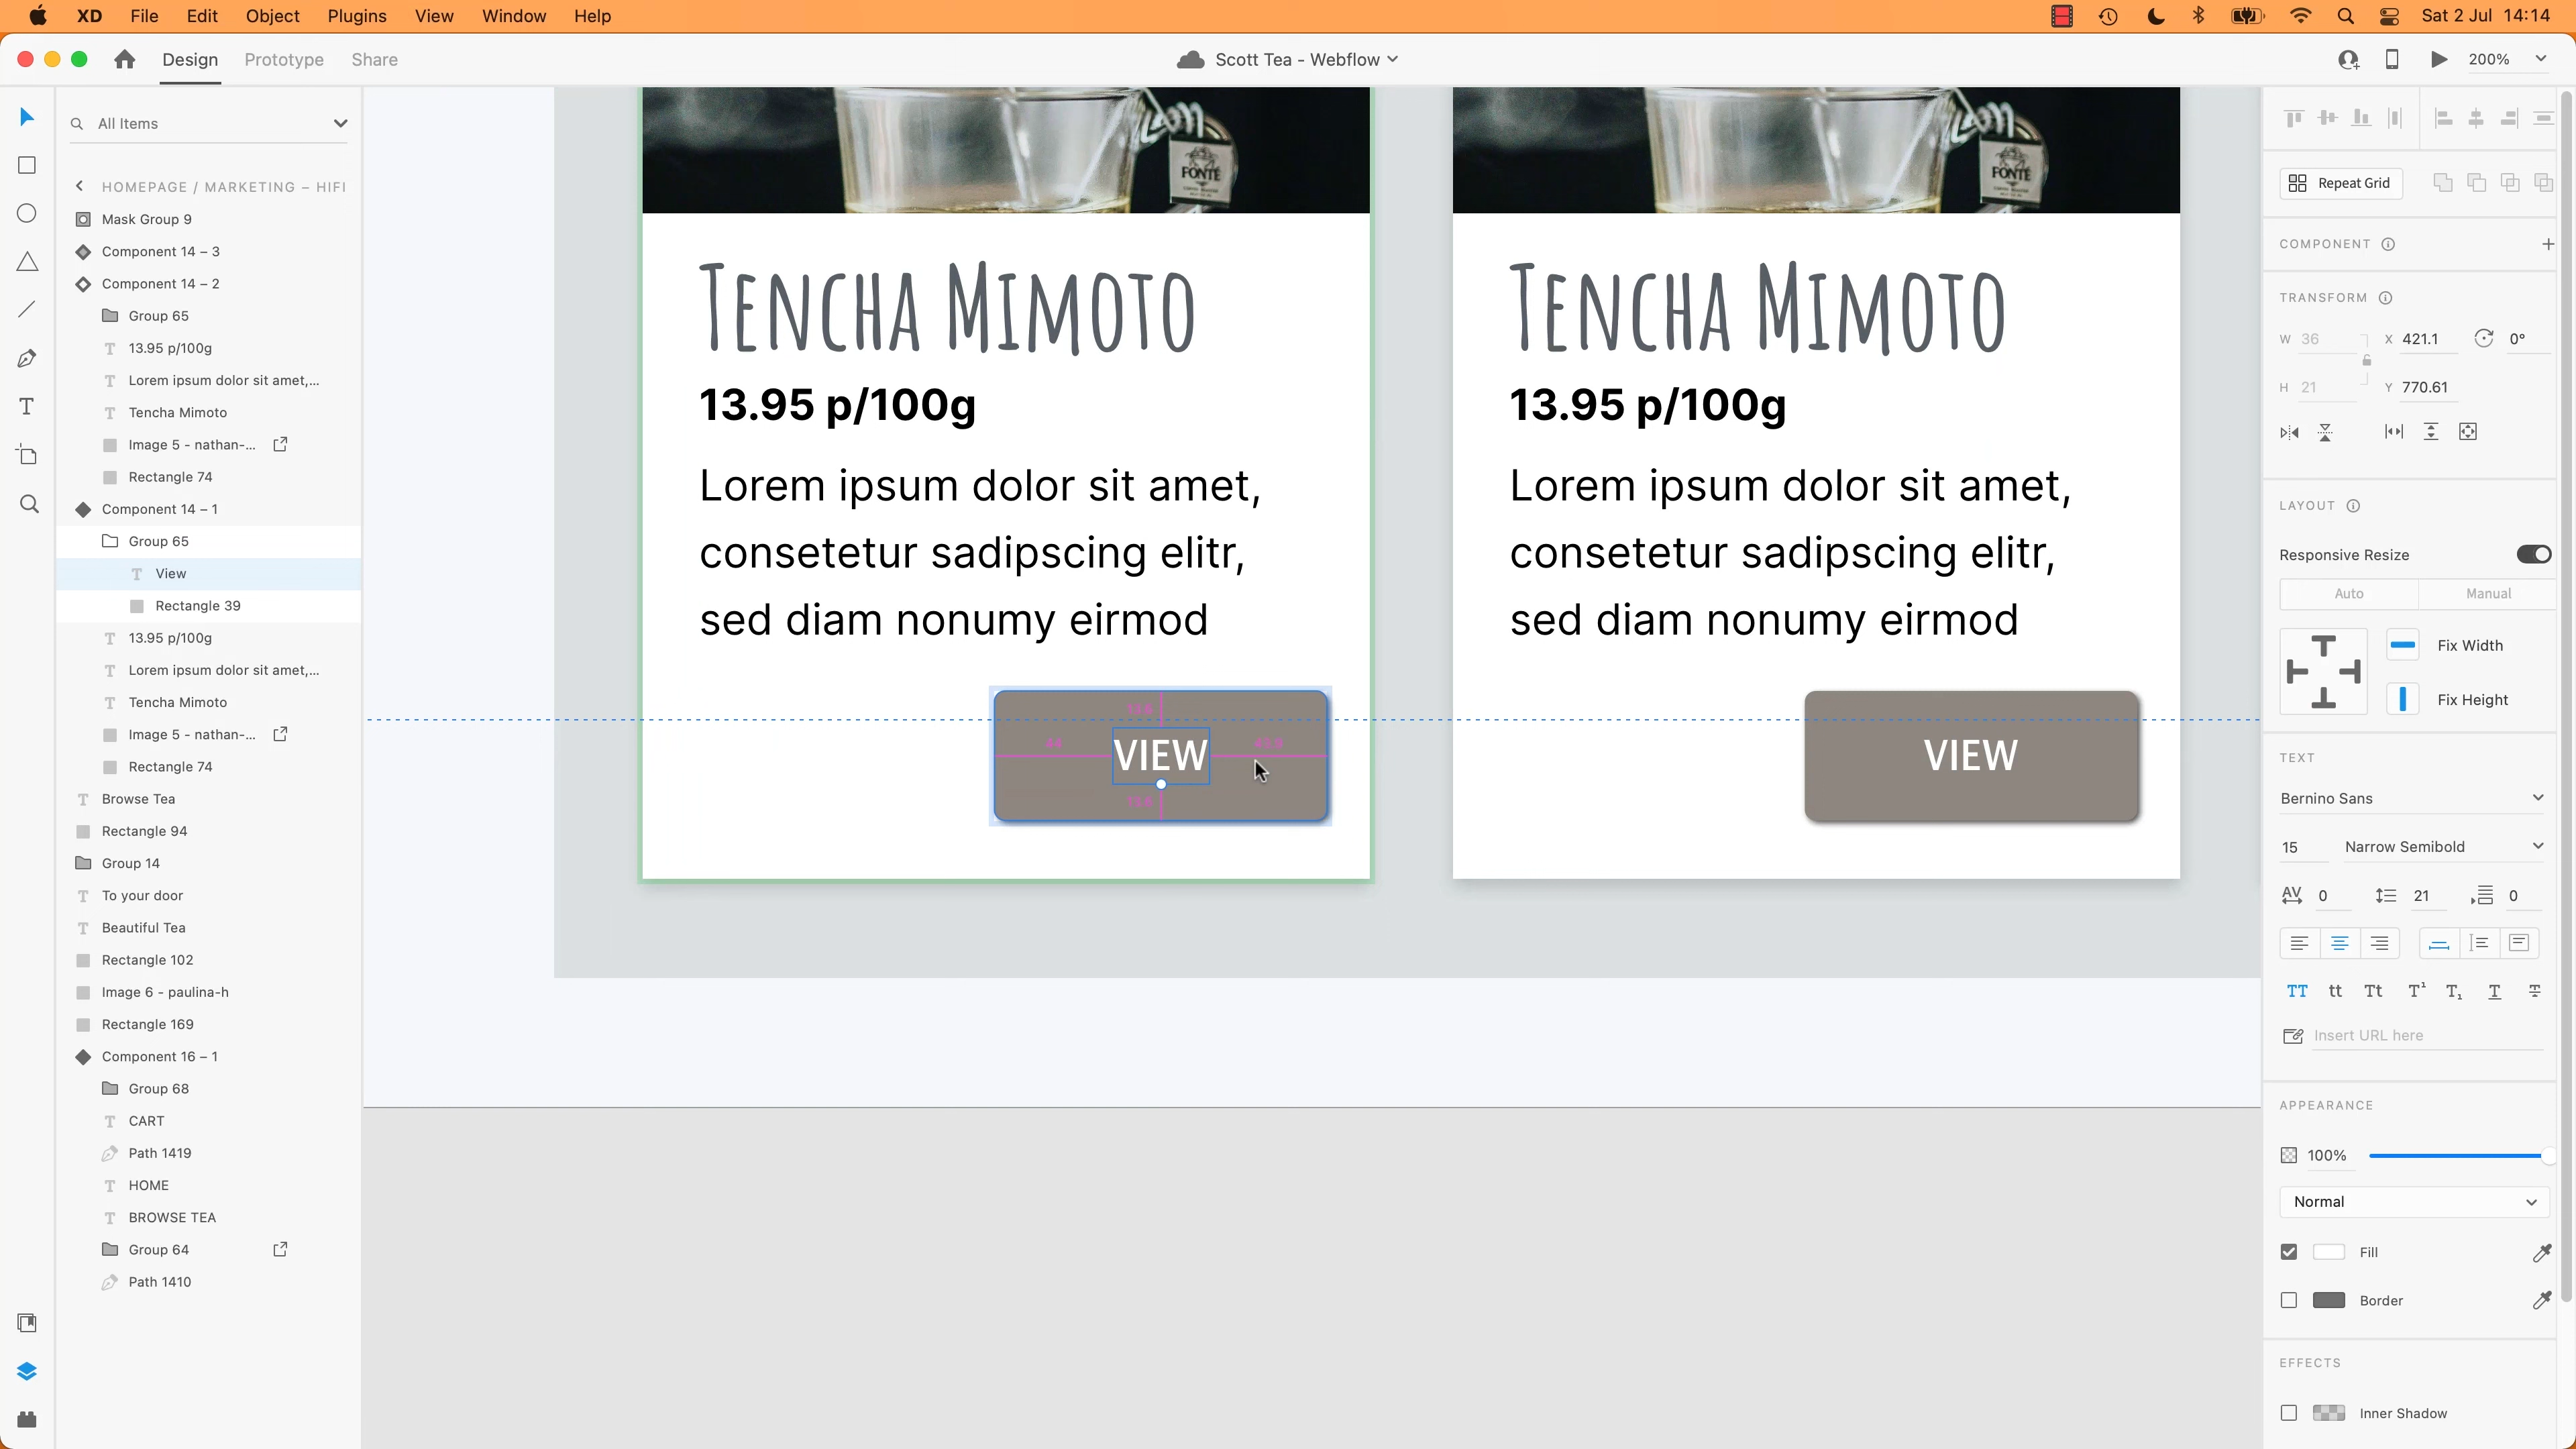 XD File Edit Object Plugins View Window Help
Sat 2 Jul 14:14
Design Prototype Share
Scott Tea - Webflow
200%
All Items
HOMEPAGE / MARKETING – HIFI
Mask Group 9
Component 14 – 3
Component 14 – 2
Group 65
13.95 p/100g
Lorem ipsum dolor sit amet,...
Tencha Mimoto
Image 5 - nathan-...
Rectangle 74
Component 14 – 1
Group 65
View
Rectangle 39
13.95 p/100g
Lorem ipsum dolor sit amet,...
Tencha Mimoto
Image 5 - nathan-...
Rectangle 74
Browse Tea
Rectangle 94
Group 14
To your door
Beautiful Tea
Rectangle 102
Image 6 - paulina-h
Rectangle 169
Component 16 – 1
Group 68
CART
Path 1419
HOME
BROWSE TEA
Group 64
Path 1410
FONTÉ
Tencha Mimoto
13.95 p/100g
Lorem ipsum dolor sit amet,
consetetur sadipscing elitr,
sed diam nonumy eirmod
VIEW
FONTÉ
Tencha Mimoto
13.95 p/100g
Lorem ipsum dolor sit amet,
consetetur sadipscing elitr,
sed diam nonumy eirmod
VIEW
Repeat Grid
COMPONENT
TRANSFORM
W 36 X 421.1 0°
H 21 Y 770.61
LAYOUT
Responsive Resize
Auto Manual
Fix Width
Fix Height
TEXT
Bernino Sans
15 Narrow Semibold
AV 0 21 0
TT tt Tt T1 T1 T T
Insert URL here
APPEARANCE
100%
Normal
Fill
Border
EFFECTS
Inner Shadow